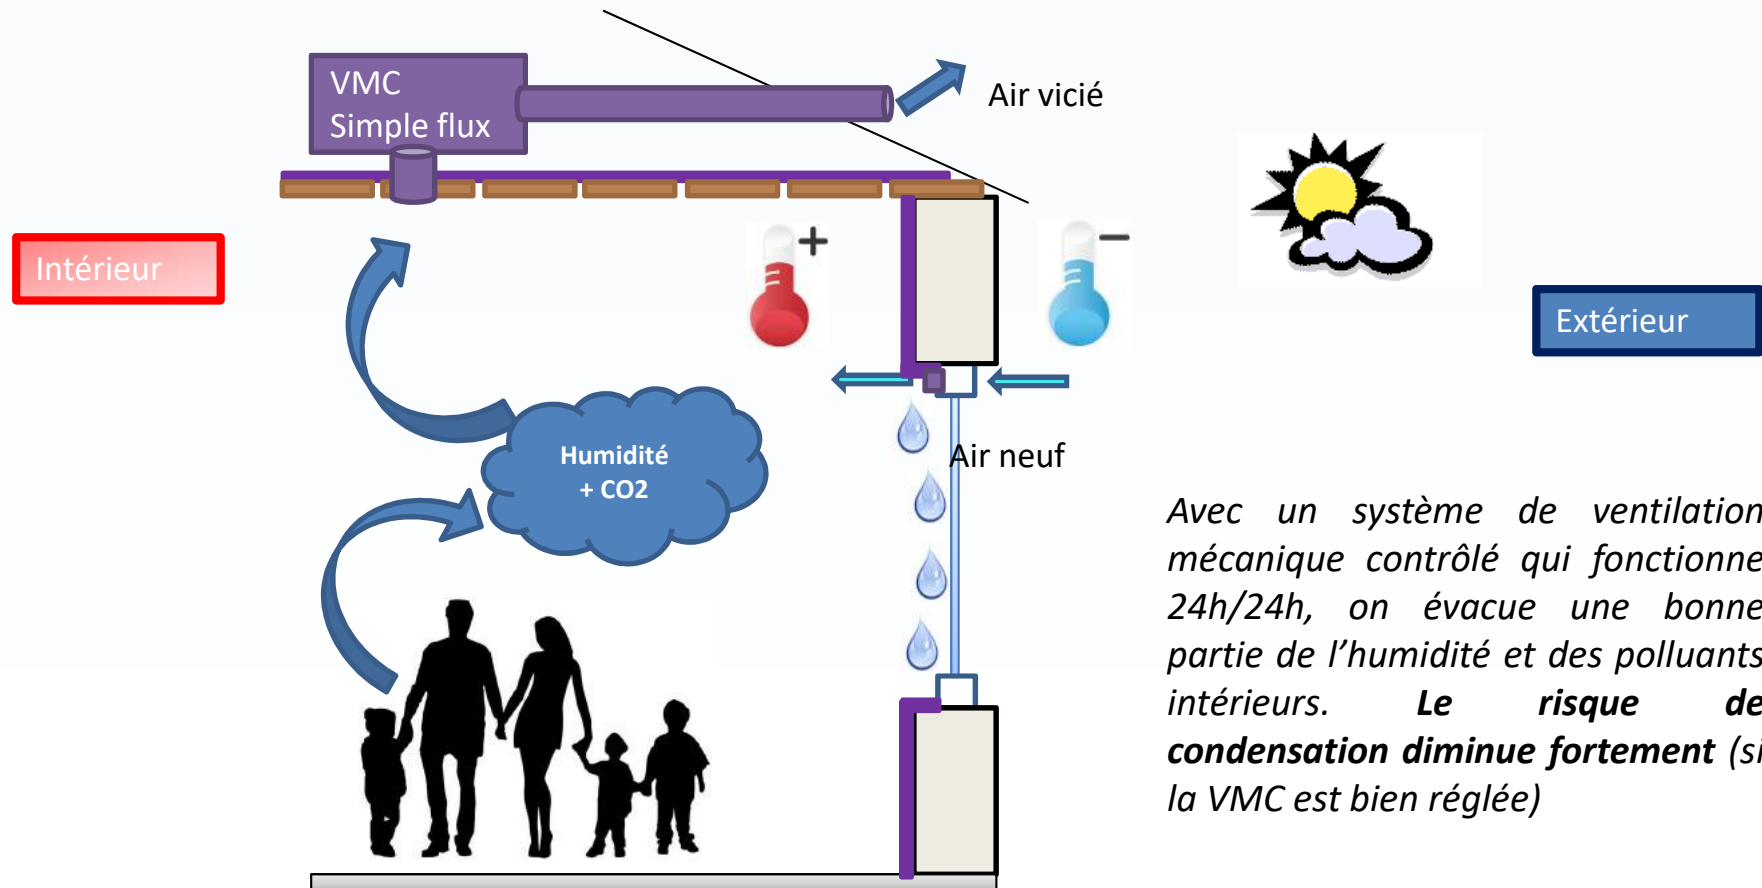 VMC
Simple flux
Air vicié
Intérieur
Extérieur
Humidité
+ CO2
Air neuf
Avec un système de ventilation
mécanique contrôlé qui fonctionne
24h/24h, on évacue une bonne
partie de l’humidité et des polluants
intérieurs. Le risque de
condensation diminue fortement (si
la VMC est bien réglée)